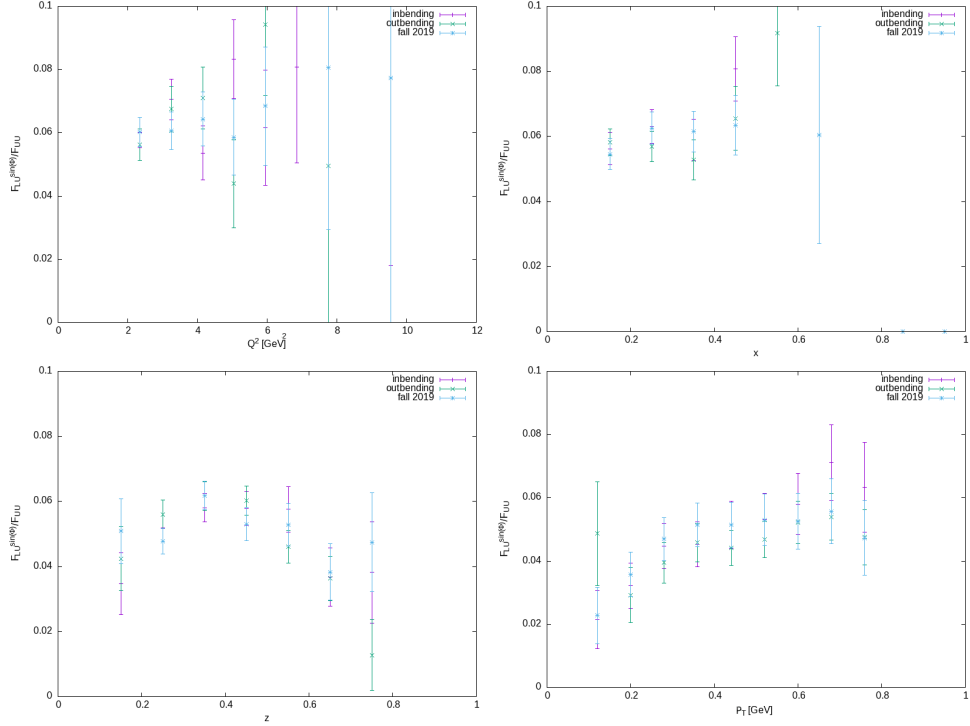 0.1
0.08
0.06
0.04
0.02
0
F_LU^sin(Φ)/F_UU
0 2 4 6 8 10 12
Q² [GeV²]
inbending
outbending
fall 2019
0.1
0.08
0.06
0.04
0.02
0
F_LU^sin(Φ)/F_UU
0 0.2 0.4 0.6 0.8 1
x
inbending
outbending
fall 2019
0.1
0.08
0.06
0.04
0.02
0
F_LU^sin(Φ)/F_UU
0 0.2 0.4 0.6 0.8 1
z
inbending
outbending
fall 2019
0.1
0.08
0.06
0.04
0.02
0
F_LU^sin(Φ)/F_UU
0 0.2 0.4 0.6 0.8 1
p_T [GeV]
inbending
outbending
fall 2019